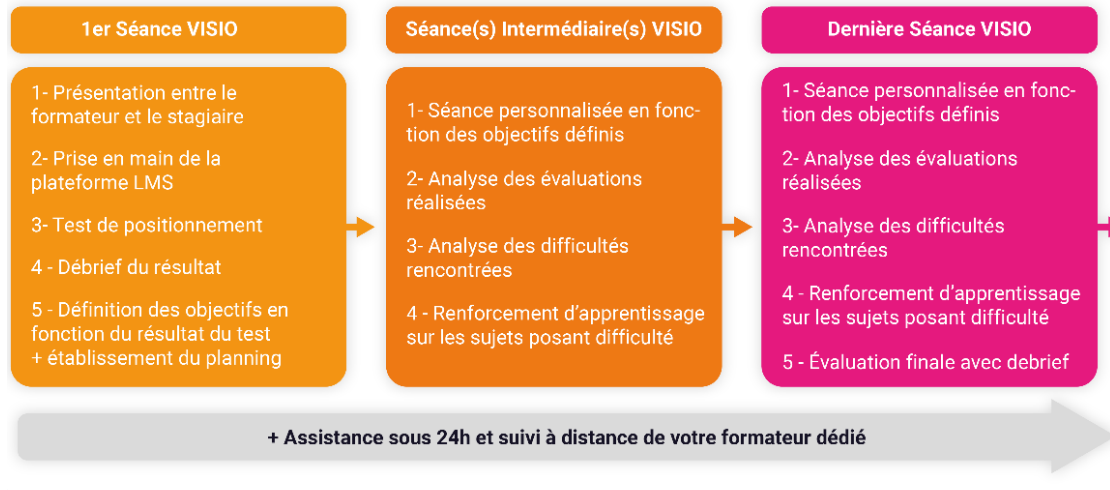 1er Séance VISIO
1- Présentation entre le
formateur et le stagiaire
2- Prise en main de la
plateforme LMS
3- Test de positionnement
4 - Débrief du résultat
5 - Définition des objectifs en
fonction du résultat du test
+ établissement du planning
Séance(s) Intermédiaire(s) VISIO
1- Séance personnalisée en fonc-
tion des objectifs définis
2- Analyse des évaluations
réalisées
3- Analyse des difficultés
rencontrées
4 - Renforcement d’apprentissage
sur les sujets posant difficulté
Dernière Séance VISIO
1- Séance personnalisée en fonc-
tion des objectifs définis
2- Analyse des évaluations
réalisées
3- Analyse des difficultés
rencontrées
4 - Renforcement d’apprentissage
sur les sujets posant difficulté
5 - Évaluation finale avec debrief
+ Assistance sous 24h et suivi à distance de votre formateur dédié